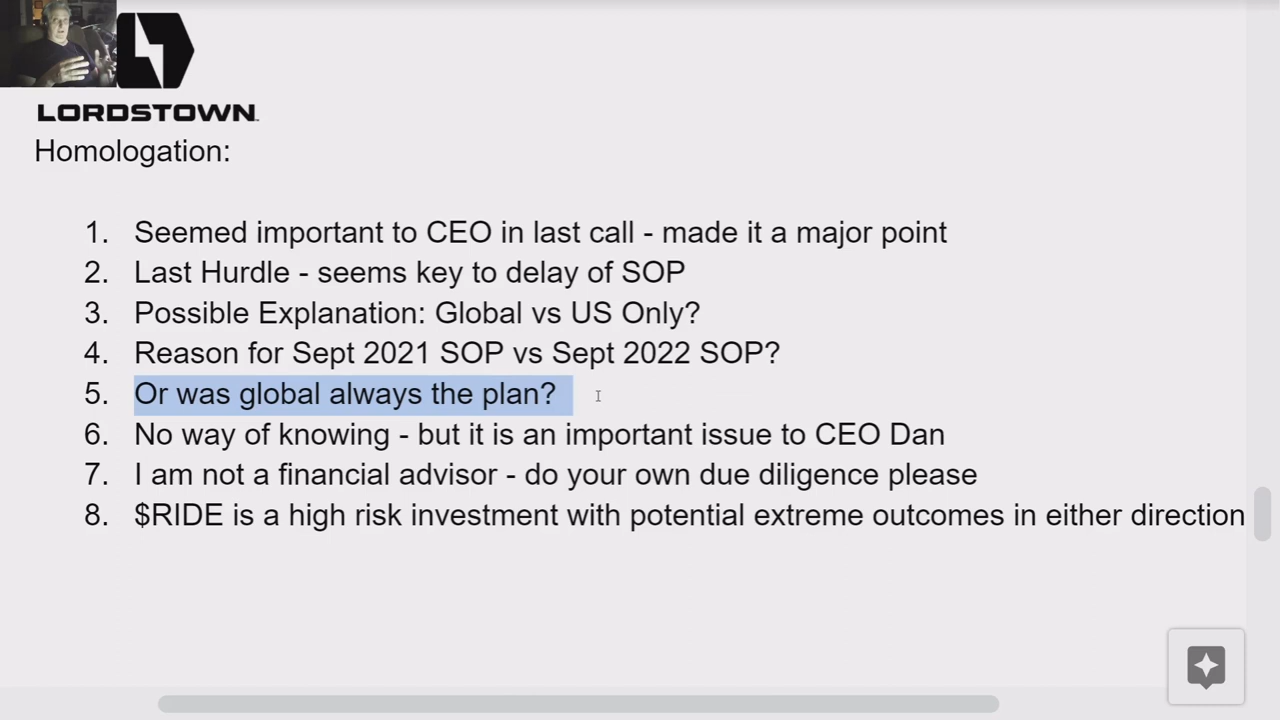 LORDSTOWN™
Homologation:
1. Seemed important to CEO in last call - made it a major point
2. Last Hurdle - seems key to delay of SOP
3. Possible Explanation: Global vs US Only?
4. Reason for Sept 2021 SOP vs Sept 2022 SOP?
5. Or was global always the plan?
6. No way of knowing - but it is an important issue to CEO Dan
7. I am not a financial advisor - do your own due diligence please
8. $RIDE is a high risk investment with potential extreme outcomes in either direction